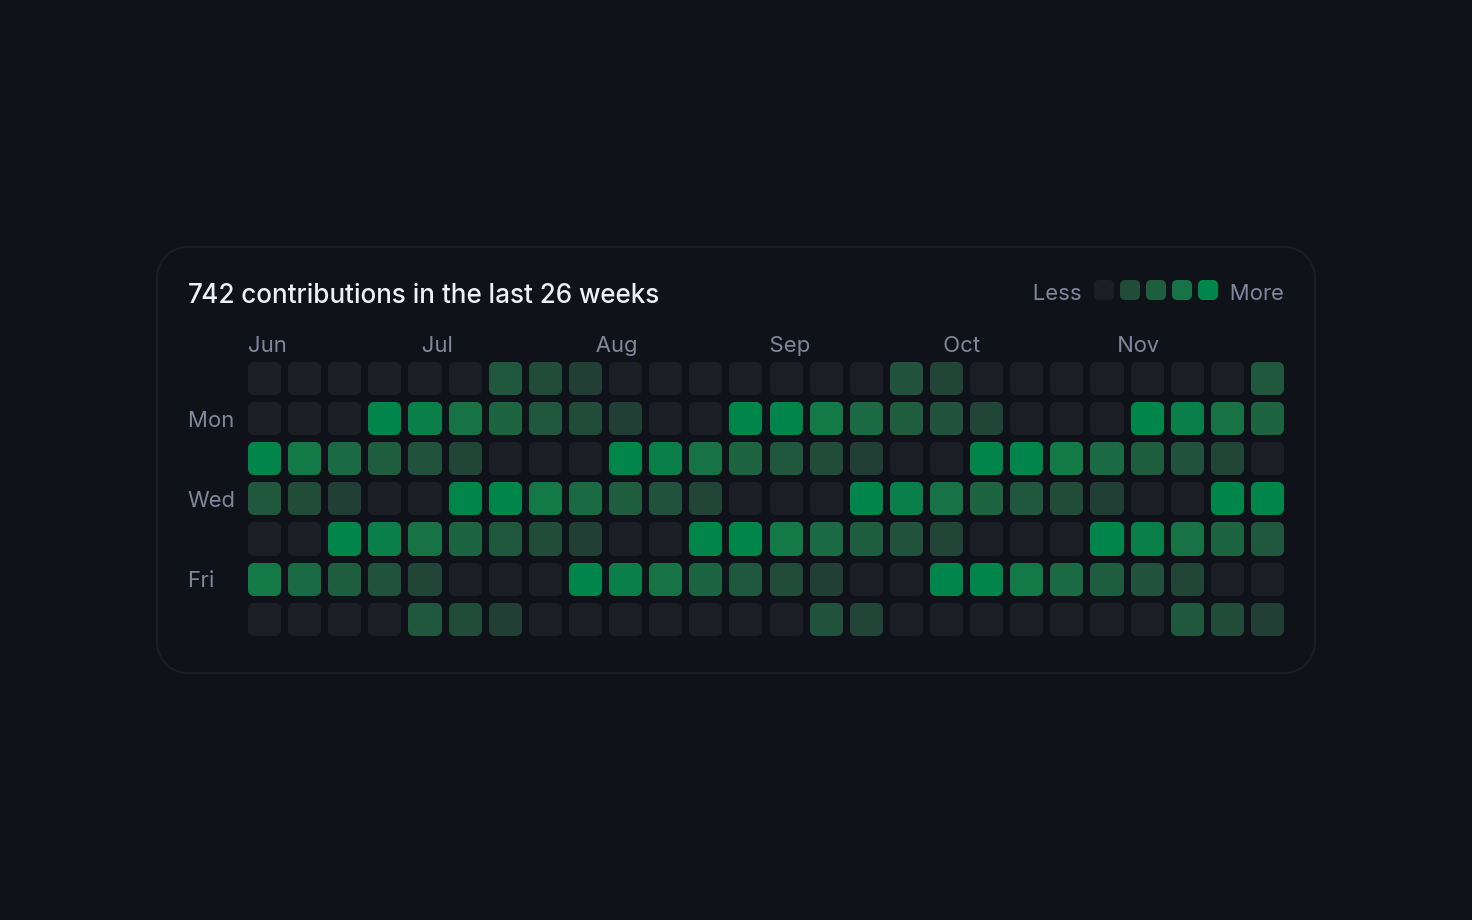 742 contributions in the last 26 weeks
Less More
Jun Jul Aug Sep Oct Nov
Mon
Wed
Fri